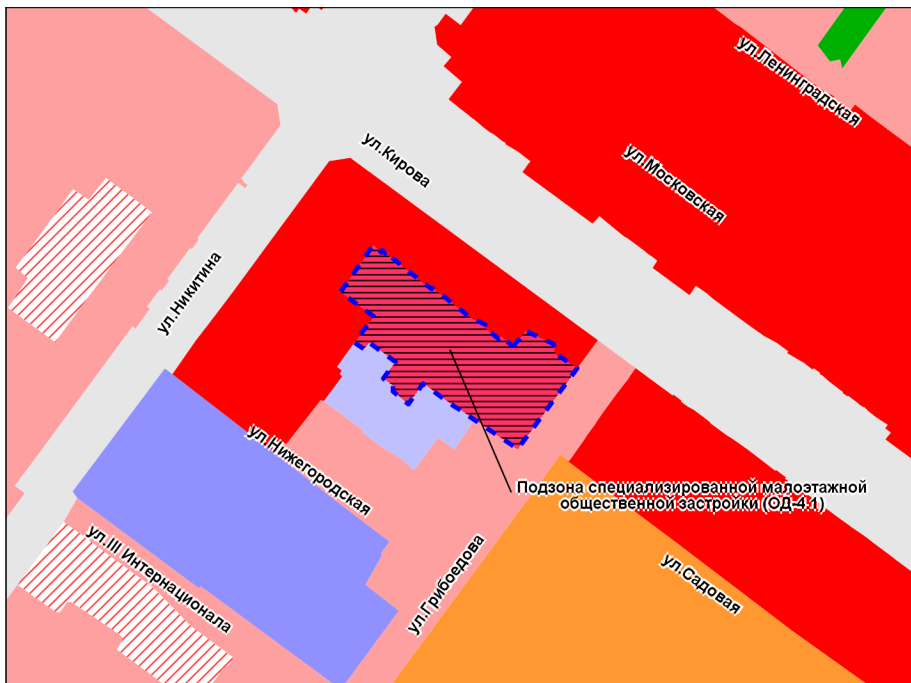 ул.Ленинградская
ул.Кирова
ул.Московская
ул.Никитина
ул.Нижегородская
Подзона специализированной малоэтажной
общественной застройки (ОД-4.1)
ул.III Интернационала
ул.Грибоедова
ул.Садовая